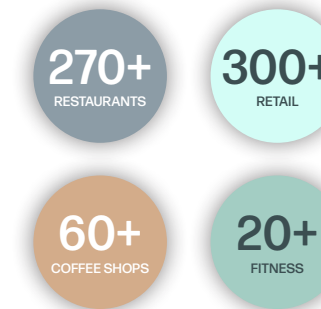 270+
RESTAURANTS
300+
RETAIL
60+
COFFEE SHOPS
20+
FITNESS